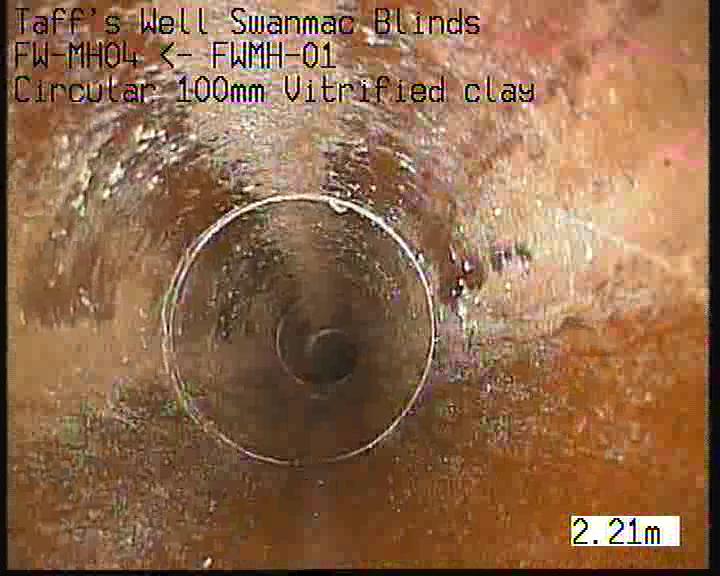 Taff's Well Swanmac Blinds
FW-MH04 <- FWMH-01
Circular 100mm Vitrified clay
2.21m